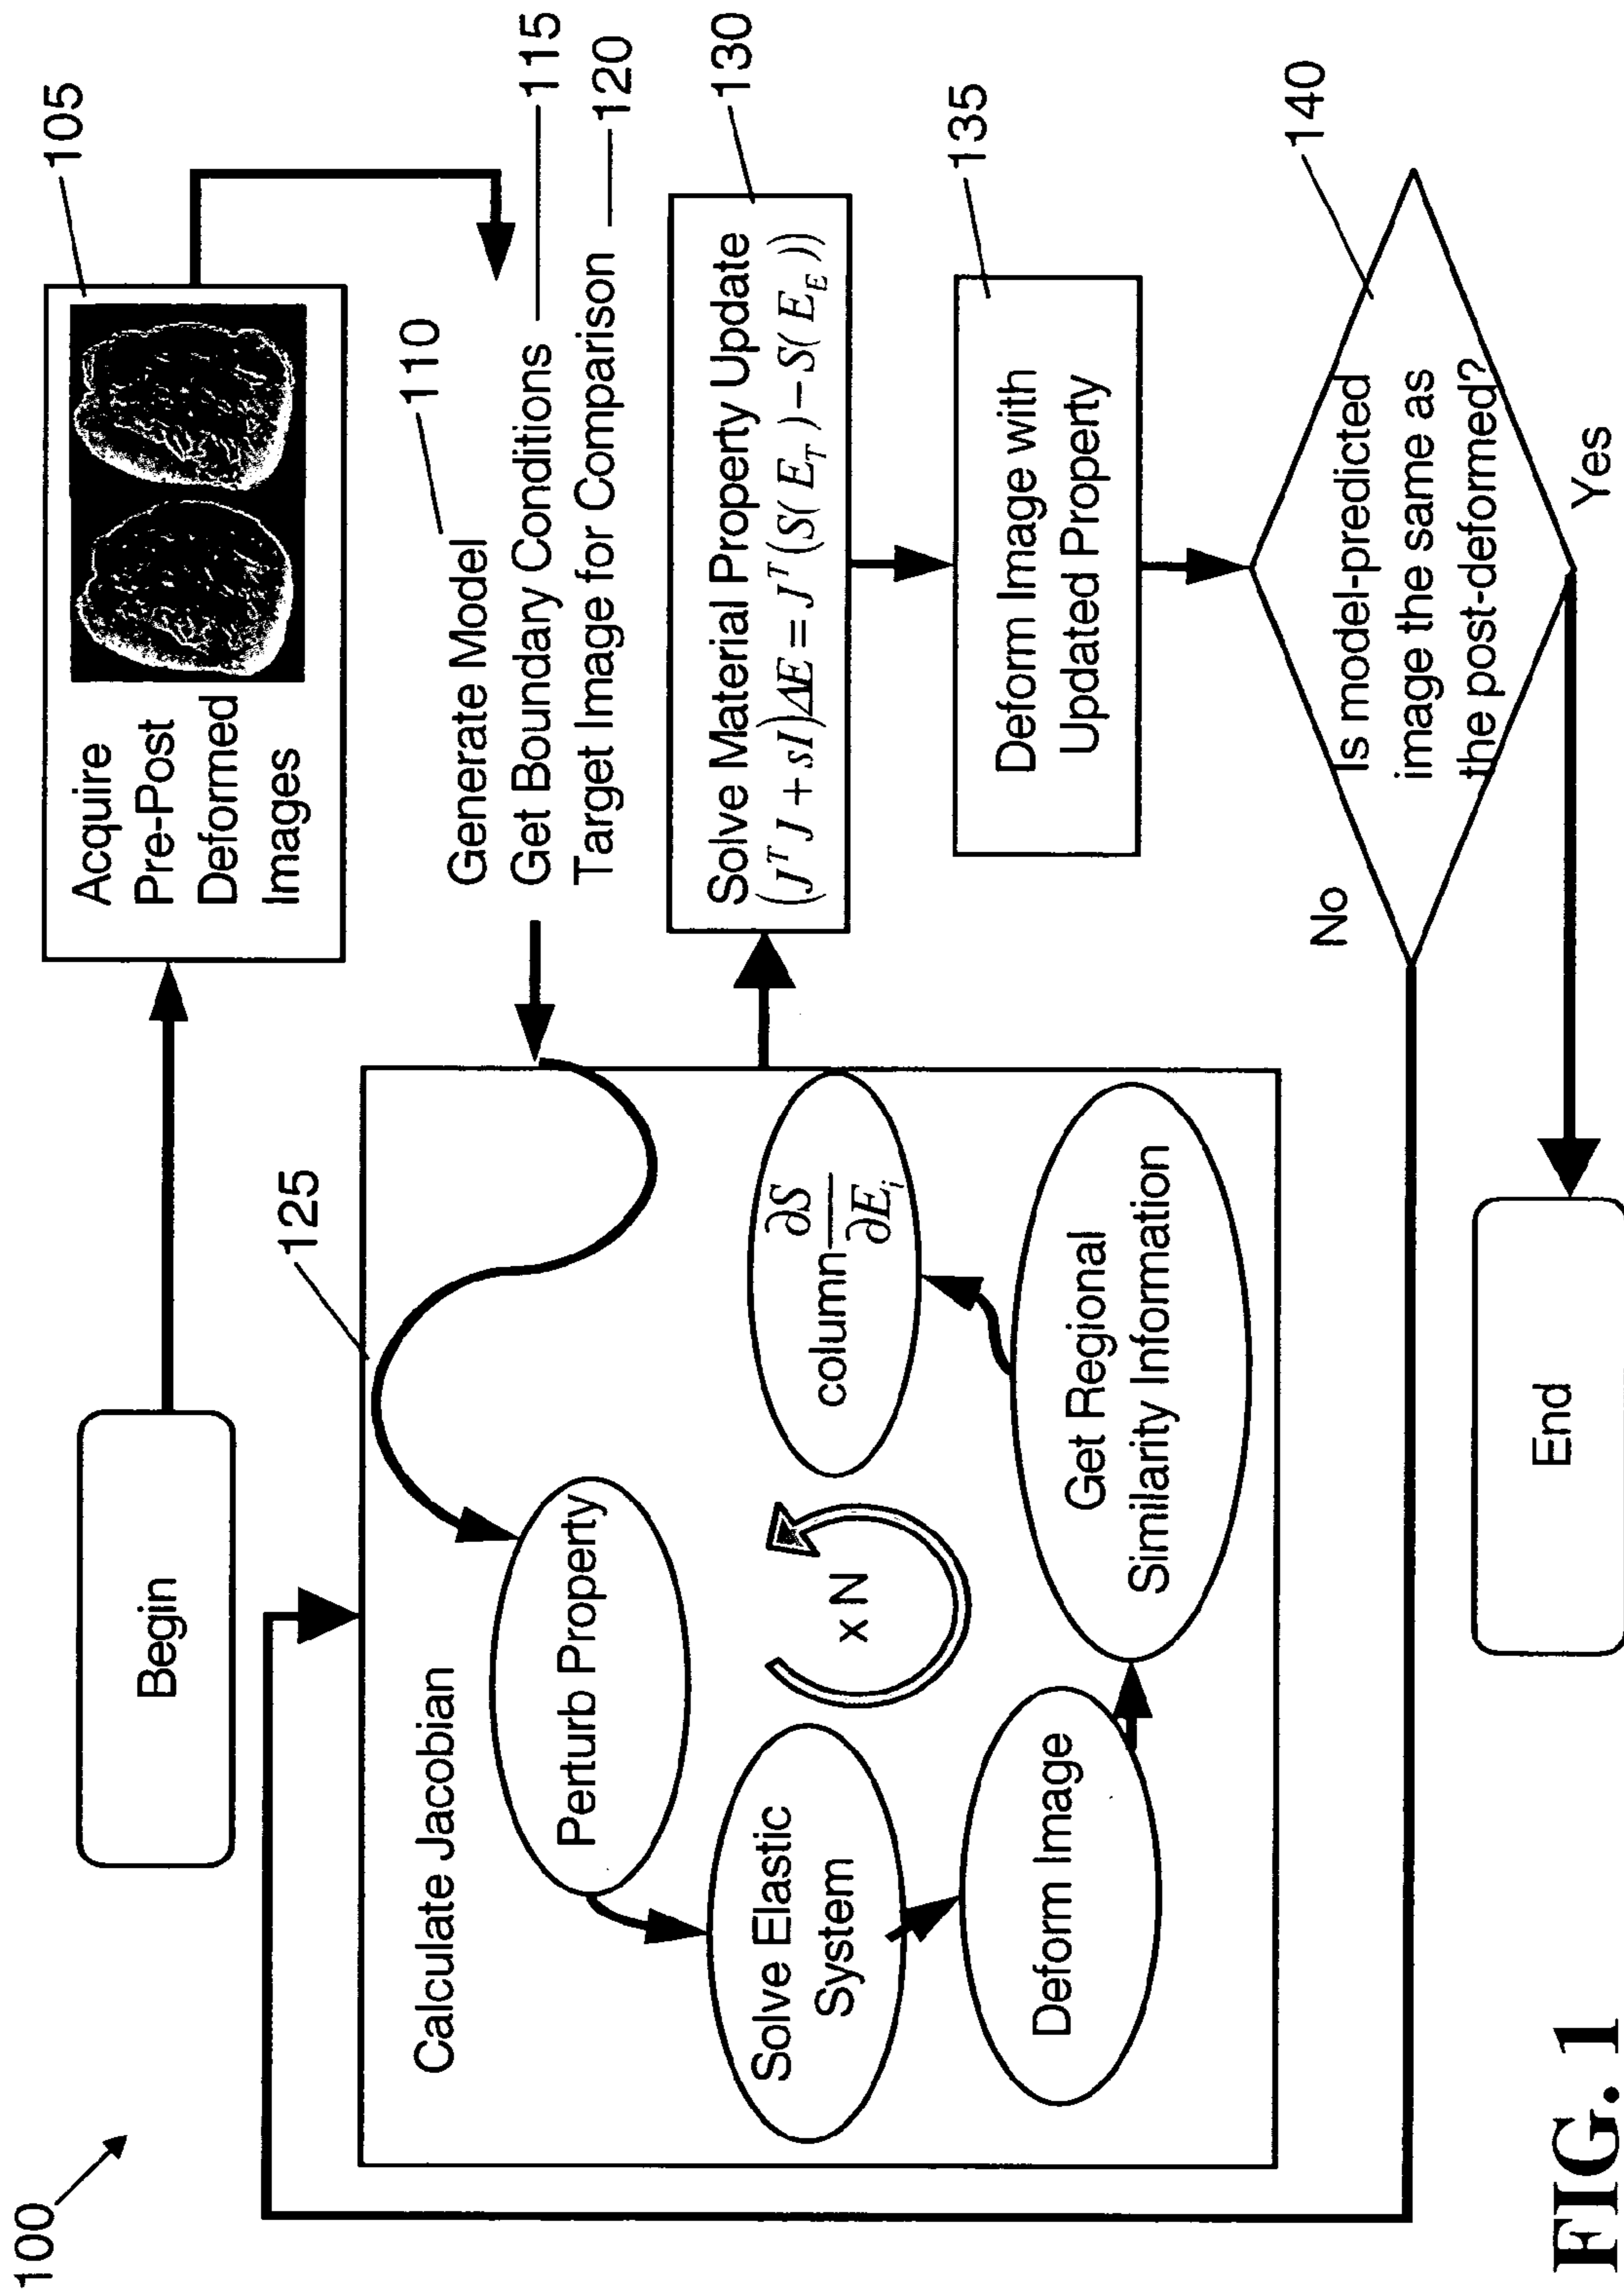 100
Begin
Acquire
Pre-Post
Deformed
Images
105
Generate Model
110
Get Boundary Conditions
115
Target Image for Comparison
120
125
Calculate Jacobian
Perturb Property
Solve Elastic
System
Deform Image
Get Regional
Similarity Information
column ∂S/∂E_i
x N
Solve Material Property Update
(J^T J + sI)ΔE = J^T (S(E_T) – S(E_E))
130
Deform Image with
Updated Property
135
Is model-predicted
image the same as
the post-deformed?
140
No
Yes
End
FIG. 1